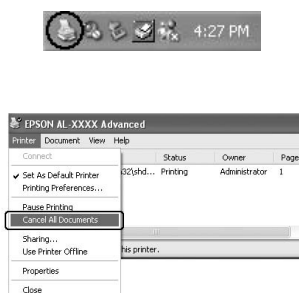 4:27 PM
EPSON AL-XXXX Advanced
Printer Document View Help
Connect
Status Owner Page
Set As Default Printer
32\shd... Printing Administrator 1
Printing Preferences...
Pause Printing
Cancel All Documents
Sharing...
Use Printer Offline
his printer.
Properties
Close